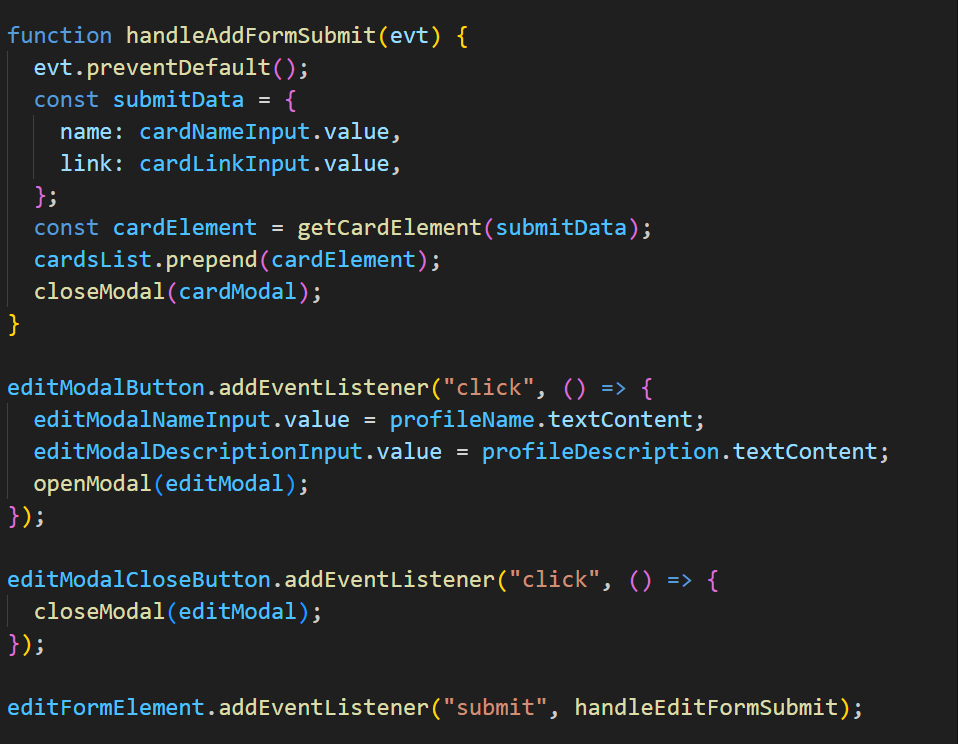 function handleAddFormSubmit(evt) {
  evt.preventDefault();
  const submitData = {
    name: cardNameInput.value,
    link: cardLinkInput.value,
  };
  const cardElement = getCardElement(submitData);
  cardsList.prepend(cardElement);
  closeModal(cardModal);
}

editModalButton.addEventListener("click", () => {
  editModalNameInput.value = profileName.textContent;
  editModalDescriptionInput.value = profileDescription.textContent;
  openModal(editModal);
});

editModalCloseButton.addEventListener("click", () => {
  closeModal(editModal);
});

editFormElement.addEventListener("submit", handleEditFormSubmit);